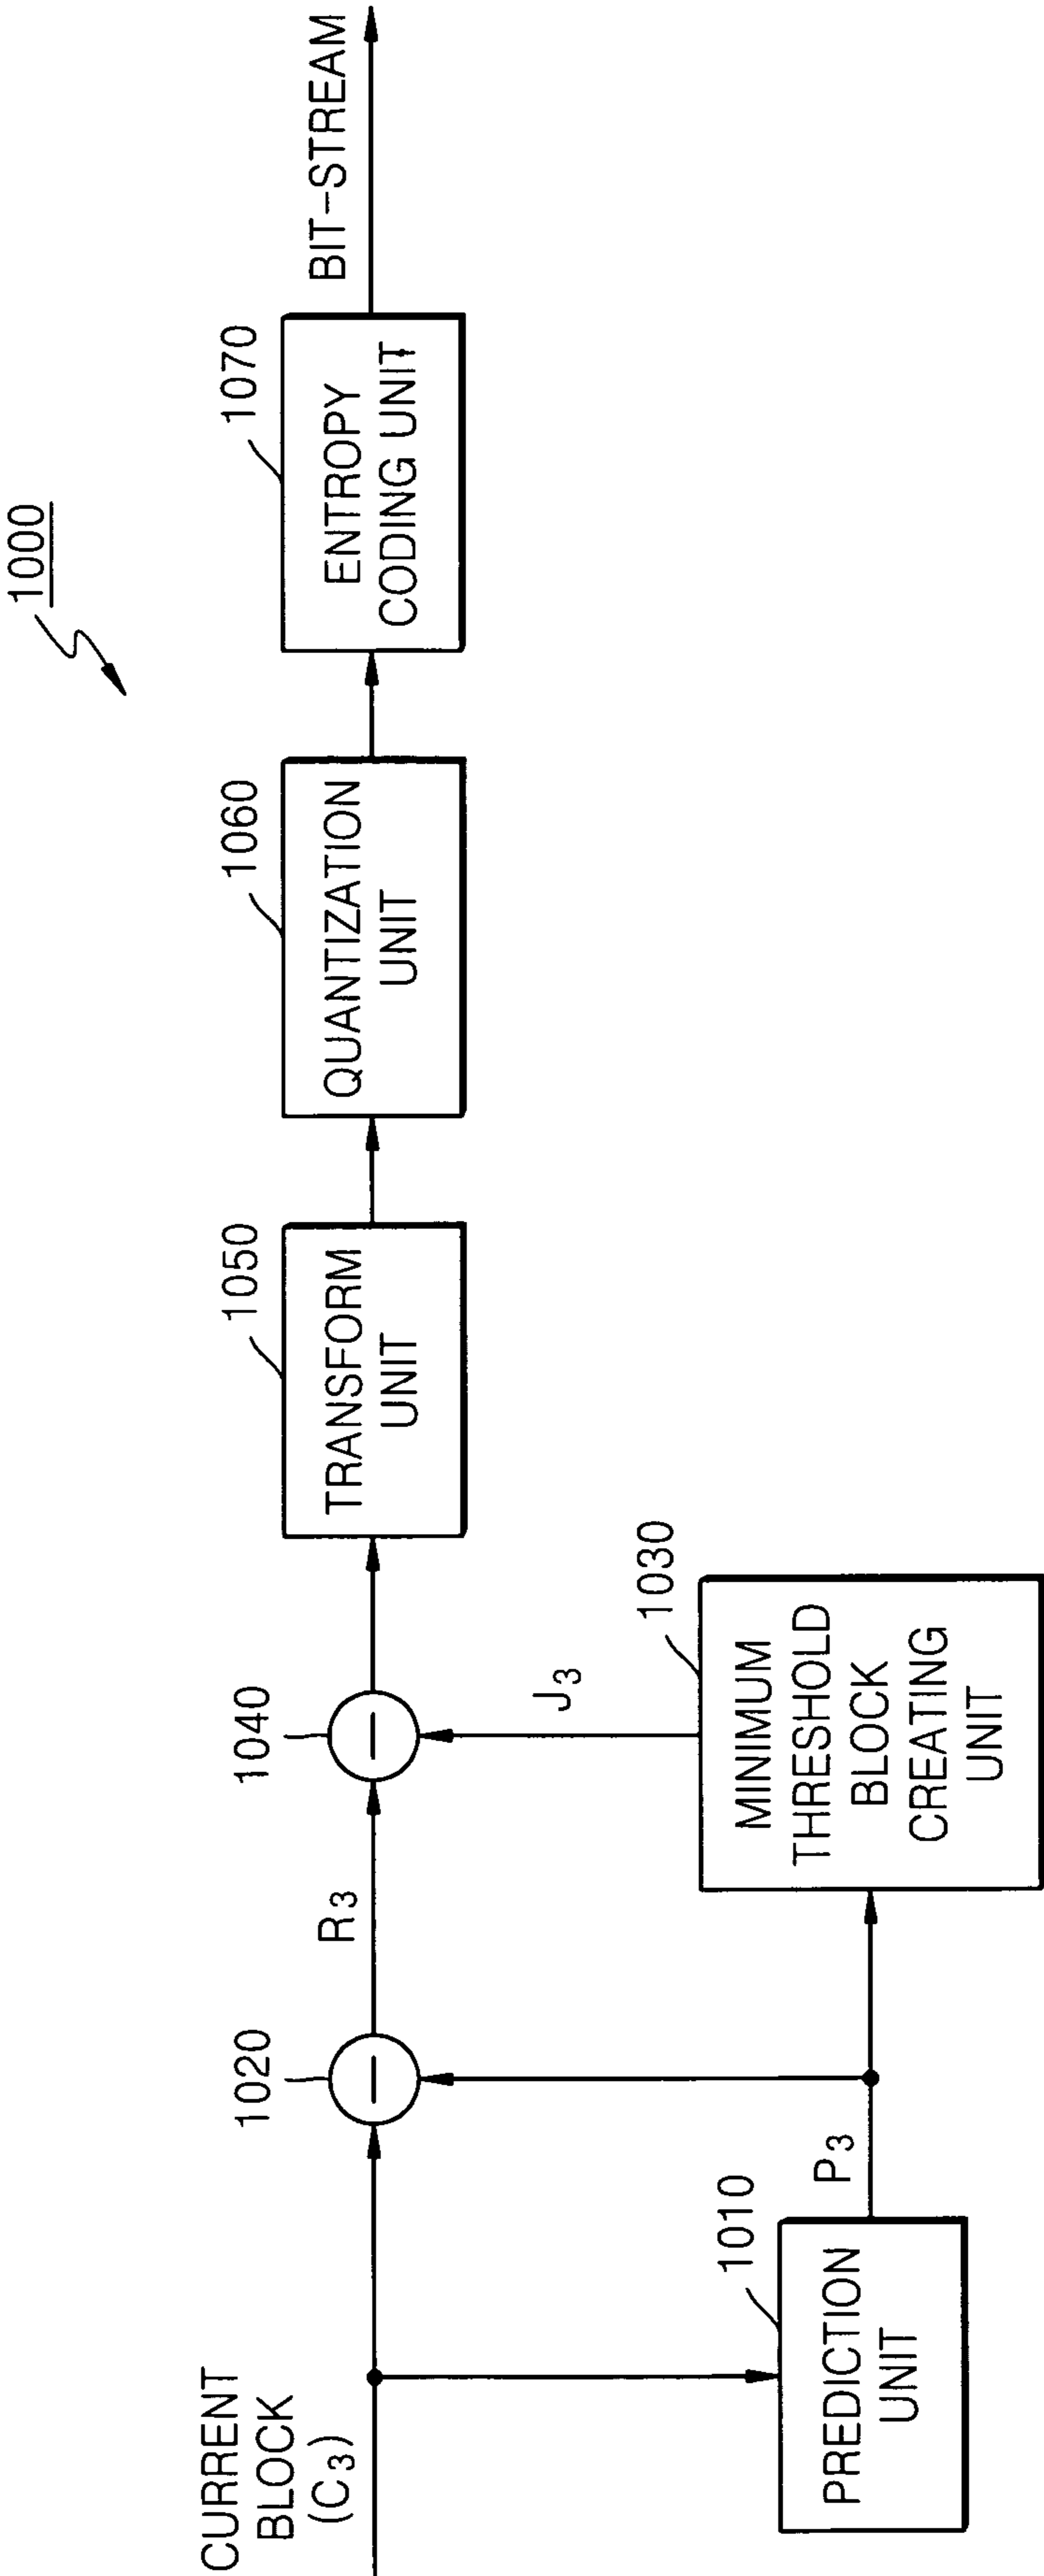 1000
CURRENT
BLOCK
(C3)
1020
R3
1040
1050
TRANSFORM
UNIT
1060
QUANTIZATION
UNIT
1070
ENTROPY
CODING UNIT
BIT-STREAM
1010
PREDICTION
UNIT
P3
J3
1030
MINIMUM
THRESHOLD
BLOCK
CREATING
UNIT